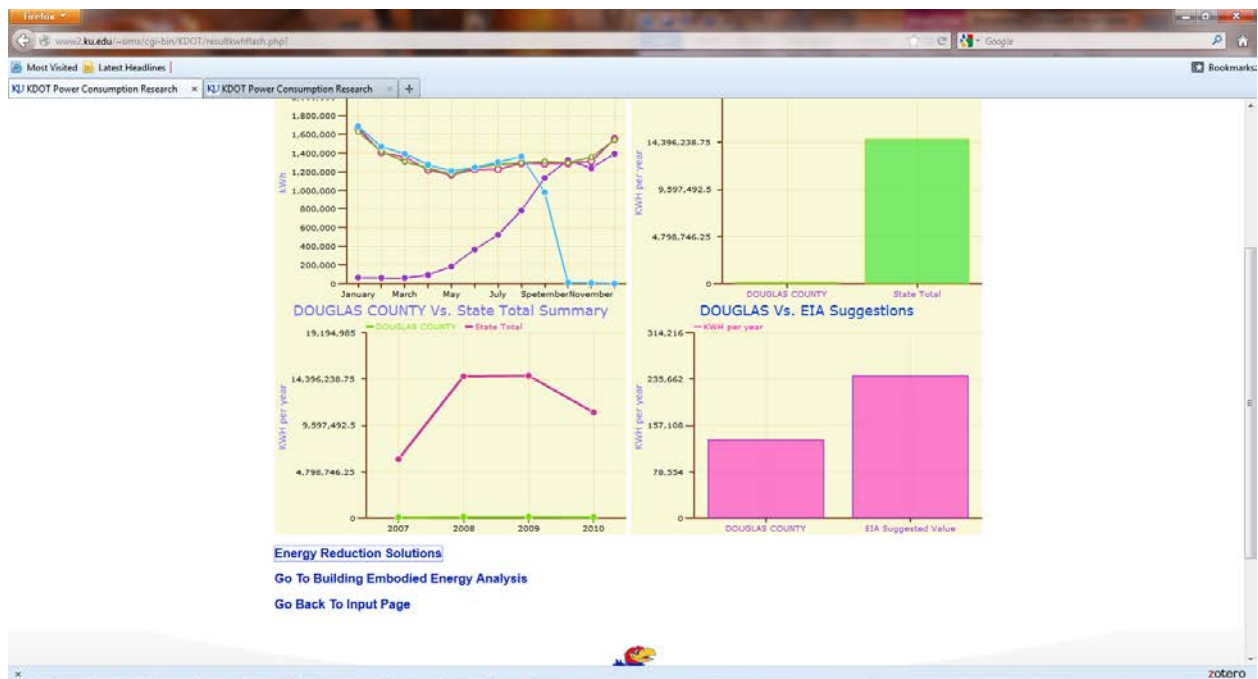 Firefox
www2.ku.edu/~sims/cgi-bin/KDOT/resultkwhflash.php?
Google
Most Visited
Latest Headlines
Bookmarks
KU KDOT Power Consumption Research
KU KDOT Power Consumption Research
kWh
1,800,000
1,600,000
1,400,000
1,200,000
1,000,000
800,000
600,000
400,000
200,000
0
January March May July SpetemberNovember
KWH per year
14,396,238.75
9,597,492.5
4,798,746.25
0
DOUGLAS COUNTY State Total
DOUGLAS COUNTY Vs. State Total Summary
DOUGLAS COUNTY State Total
KWH per year
19,194,985
14,396,238.75
9,597,492.5
4,798,746.25
0
2007 2008 2009 2010
DOUGLAS Vs. EIA Suggestions
KWH per year
KWH per year
314,216
235,662
157,108
78,554
0
DOUGLAS COUNTY EIA Suggested Value
Energy Reduction Solutions
Go To Building Embodied Energy Analysis
Go Back To Input Page
zotero